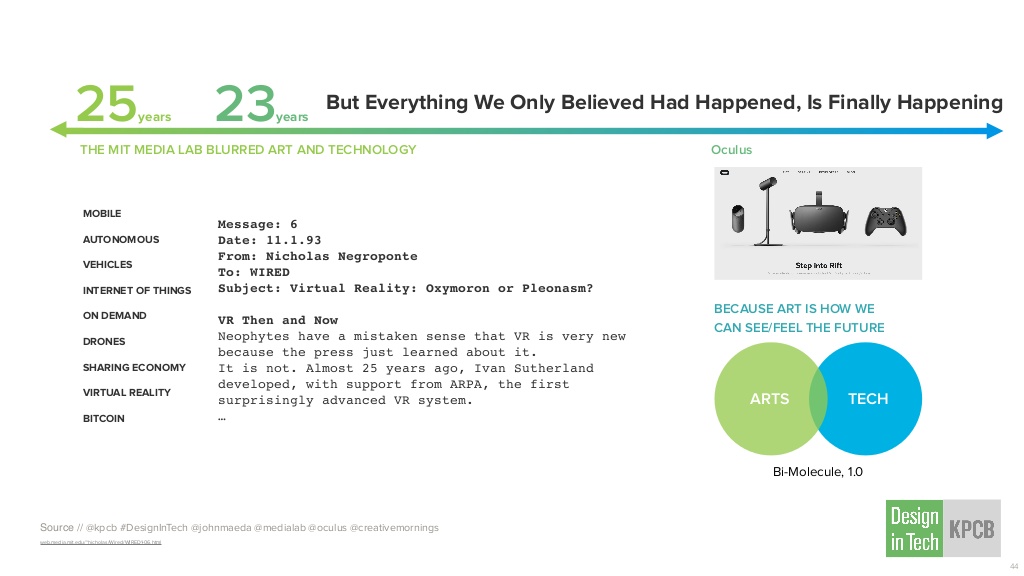 25 years 23 years But Everything We Only Believed Had Happened, Is Finally Happening
THE MIT MEDIA LAB BLURRED ART AND TECHNOLOGY
MOBILE
AUTONOMOUS
VEHICLES
INTERNET OF THINGS
ON DEMAND
DRONES
SHARING ECONOMY
VIRTUAL REALITY
BITCOIN
Message: 6
Date: 11.1.93
From: Nicholas Negroponte
To: WIRED
Subject: Virtual Reality: Oxymoron or Pleonasm?
VR Then and Now
Neophytes have a mistaken sense that VR is very new
because the press just learned about it.
It is not. Almost 25 years ago, Ivan Sutherland
developed, with support from ARPA, the first
surprisingly advanced VR system.
…
Oculus
Step Into Rift
BECAUSE ART IS HOW WE
CAN SEE/FEEL THE FUTURE
ARTS TECH
Bi-Molecule, 1.0
Source // @kpcb #DesignInTech @johnmaeda @medialab @oculus @creativemornings
Design
in Tech
KPCB
44